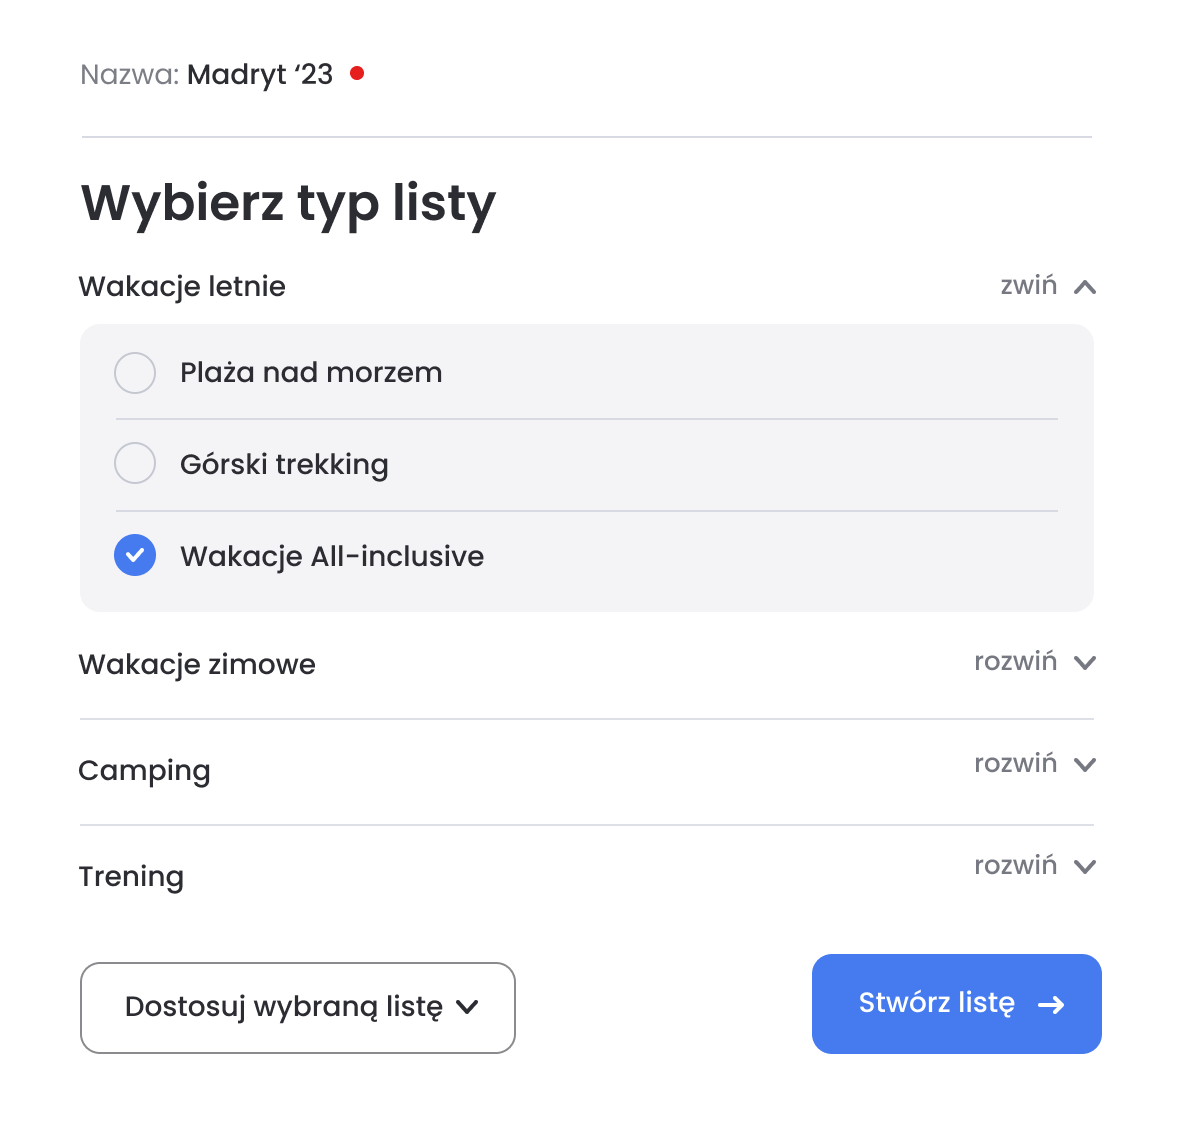 Nazwa: Madryt ‘23
Wybierz typ listy
Wakacje letnie zwiń
Plaża nad morzem
Górski trekking
Wakacje All-inclusive
Wakacje zimowe rozwiń
Camping rozwiń
Trening rozwiń
Dostosuj wybraną listę Stwórz listę